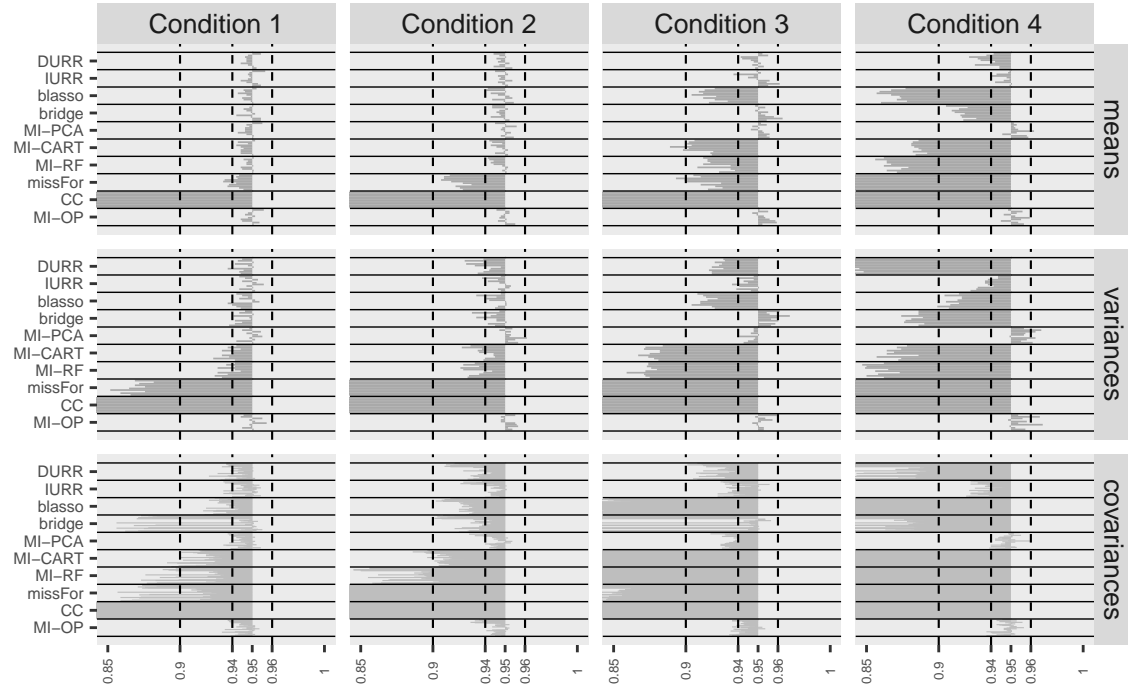 Condition 1
Condition 2
Condition 3
Condition 4
DURR
IURR
blasso
bridge
MI−PCA
MI−CART
MI−RF
missFor
CC
MI−OP
means
DURR
IURR
blasso
bridge
MI−PCA
MI−CART
MI−RF
missFor
CC
MI−OP
variances
DURR
IURR
blasso
bridge
MI−PCA
MI−CART
MI−RF
missFor
CC
MI−OP
covariances
0.85
0.9
0.94
0.95
0.96
1
0.85
0.9
0.94
0.95
0.96
1
0.85
0.9
0.94
0.95
0.96
1
0.85
0.9
0.94
0.95
0.96
1